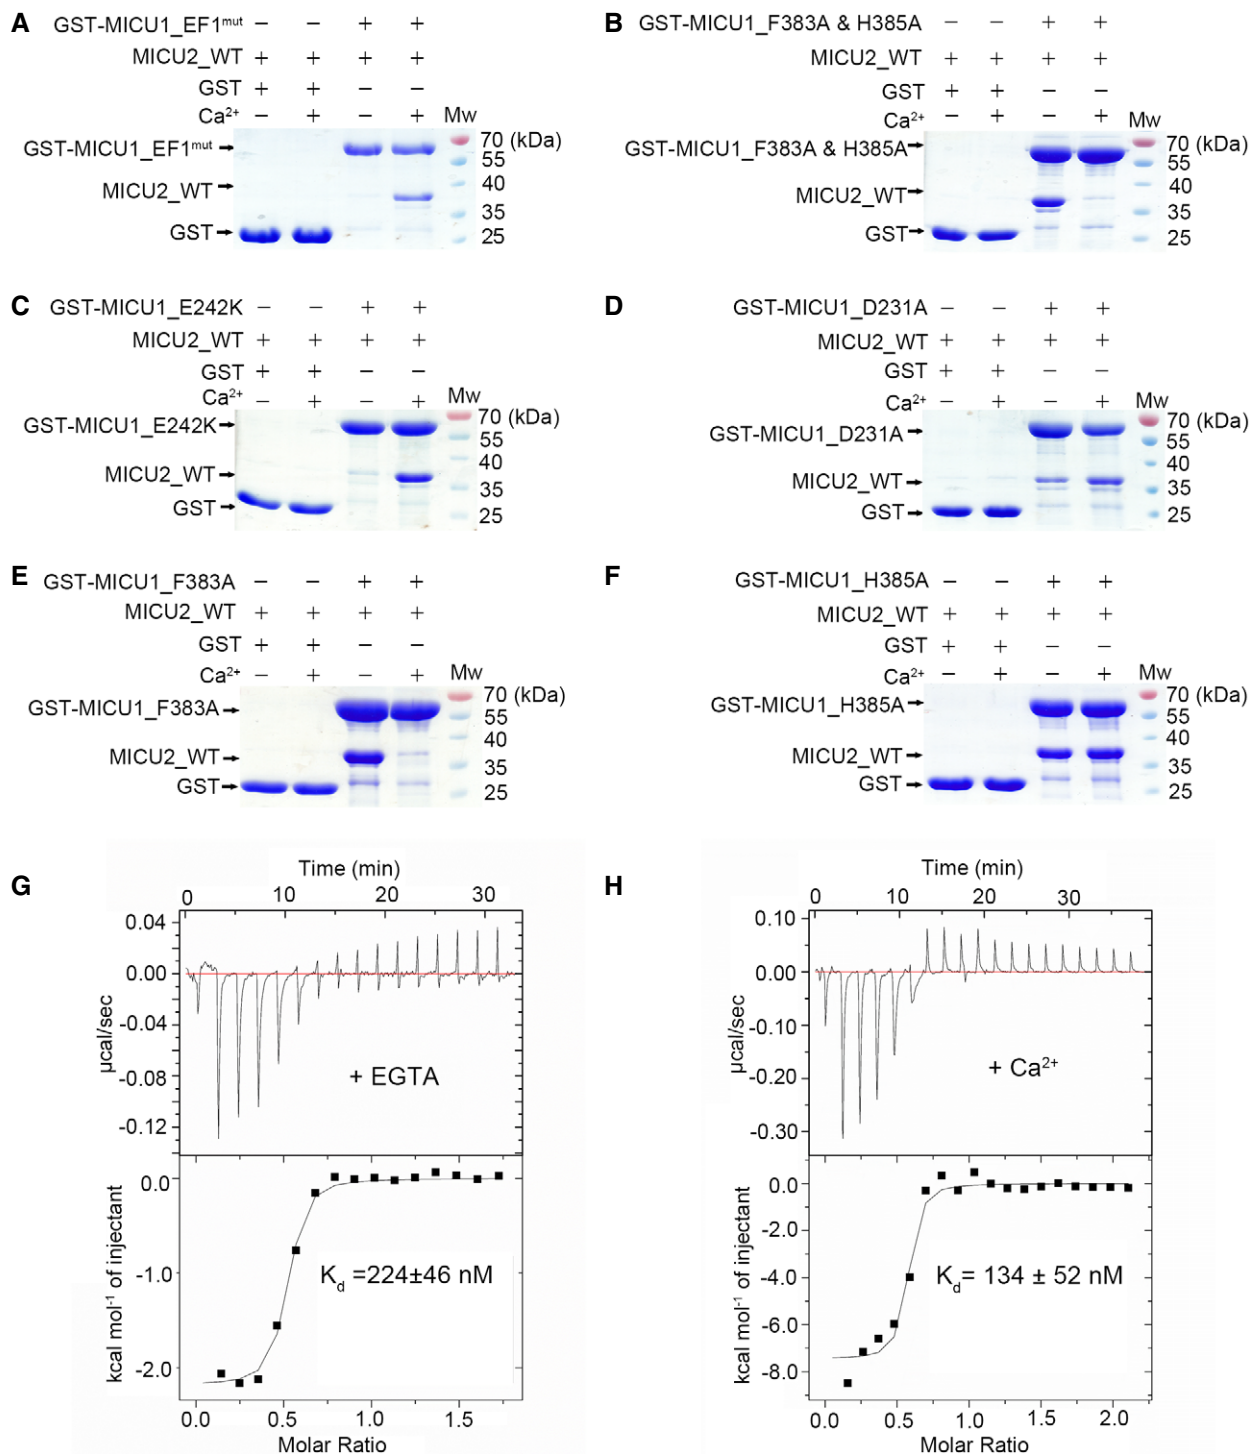 A
GST-MICU1_EF1mut − − + +
MICU2_WT + + + +
GST + + − −
Ca2+ − + − + Mw
GST-MICU1_EF1mut 70 (kDa)
55
MICU2_WT 40
35
GST 25
B
GST-MICU1_F383A & H385A − − + +
MICU2_WT + + + +
GST + + − −
Ca2+ − + − + Mw
GST-MICU1_F383A & H385A 70 (kDa)
55
MICU2_WT 40
35
GST 25
C
GST-MICU1_E242K − − + +
MICU2_WT + + + +
GST + + − −
Ca2+ − + − + Mw
GST-MICU1_E242K 70 (kDa)
55
MICU2_WT 40
35
GST 25
D
GST-MICU1_D231A − − + +
MICU2_WT + + + +
GST + + − −
Ca2+ − + − + Mw
GST-MICU1_D231A 70 (kDa)
55
MICU2_WT 40
35
GST 25
E
GST-MICU1_F383A − − + +
MICU2_WT + + + +
GST + + − −
Ca2+ − + − + Mw
GST-MICU1_F383A 70 (kDa)
55
MICU2_WT 40
35
GST 25
F
GST-MICU1_H385A − − + +
MICU2_WT + + + +
GST + + − −
Ca2+ − + − + Mw
GST-MICU1_H385A 70 (kDa)
55
MICU2_WT 40
35
GST 25
G
Time (min)
0 10 20 30
0.04
0.00
-0.04
-0.08
-0.12
µcal/sec
+ EGTA
0.0
-1.0
-2.0
kcal mol-1 of injectant
Kd =224±46 nM
0.0 0.5 1.0 1.5
Molar Ratio
H
Time (min)
0 10 20 30
0.10
0.00
-0.10
-0.20
-0.30
µcal/sec
+ Ca2+
0.0
-2.0
-4.0
-6.0
-8.0
kcal mol-1 of injectant
Kd= 134 ± 52 nM
0.0 0.5 1.0 1.5 2.0
Molar Ratio